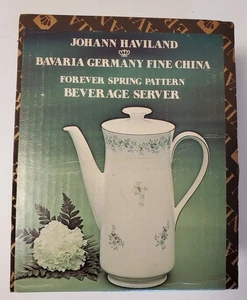 JOHANN HAVILAND
BAVARIA GERMANY FINE CHINA
FOREVER SPRING PATTERN
BEVERAGE SERVER